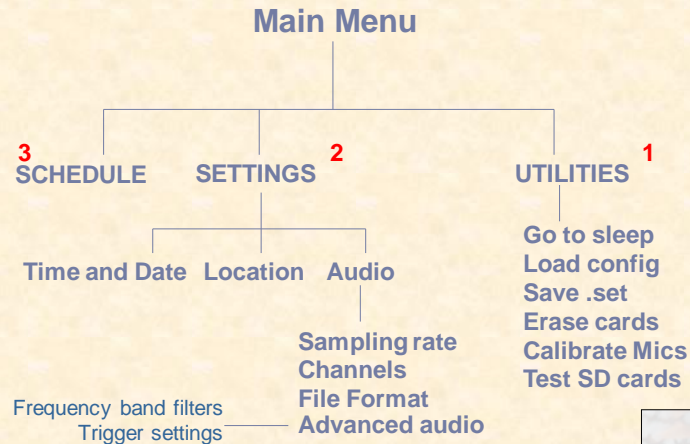 Main Menu
3
SCHEDULE
SETTINGS
2
UTILITIES
1
Time and Date
Location
Audio
Sampling rate
Channels
File Format
Advanced audio
Frequency band filters
Trigger settings
Go to sleep
Load config
Save .set
Erase cards
Calibrate Mics
Test SD cards